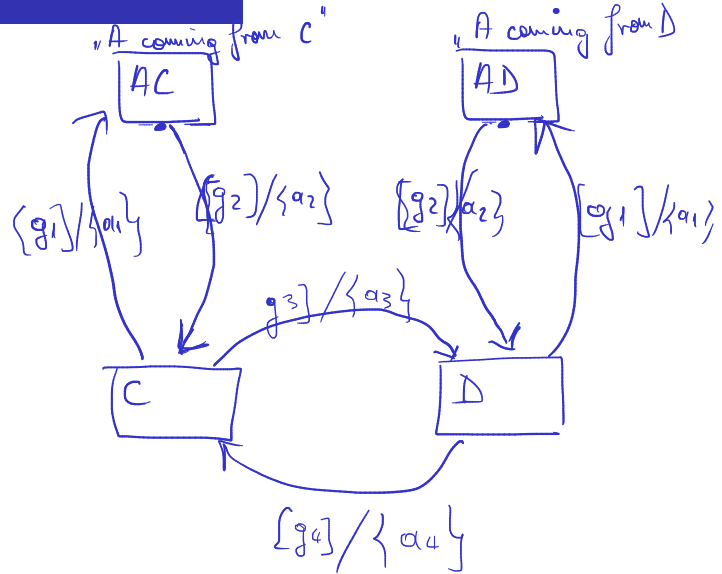 "A coming from C"
"A coming from D
AC
AD
[g1]/{a1}
[g2]/{a2}
[g2]/{a2}
[g1]/{a1}
g3]/{a3}
C
D
[g4]/{a4}